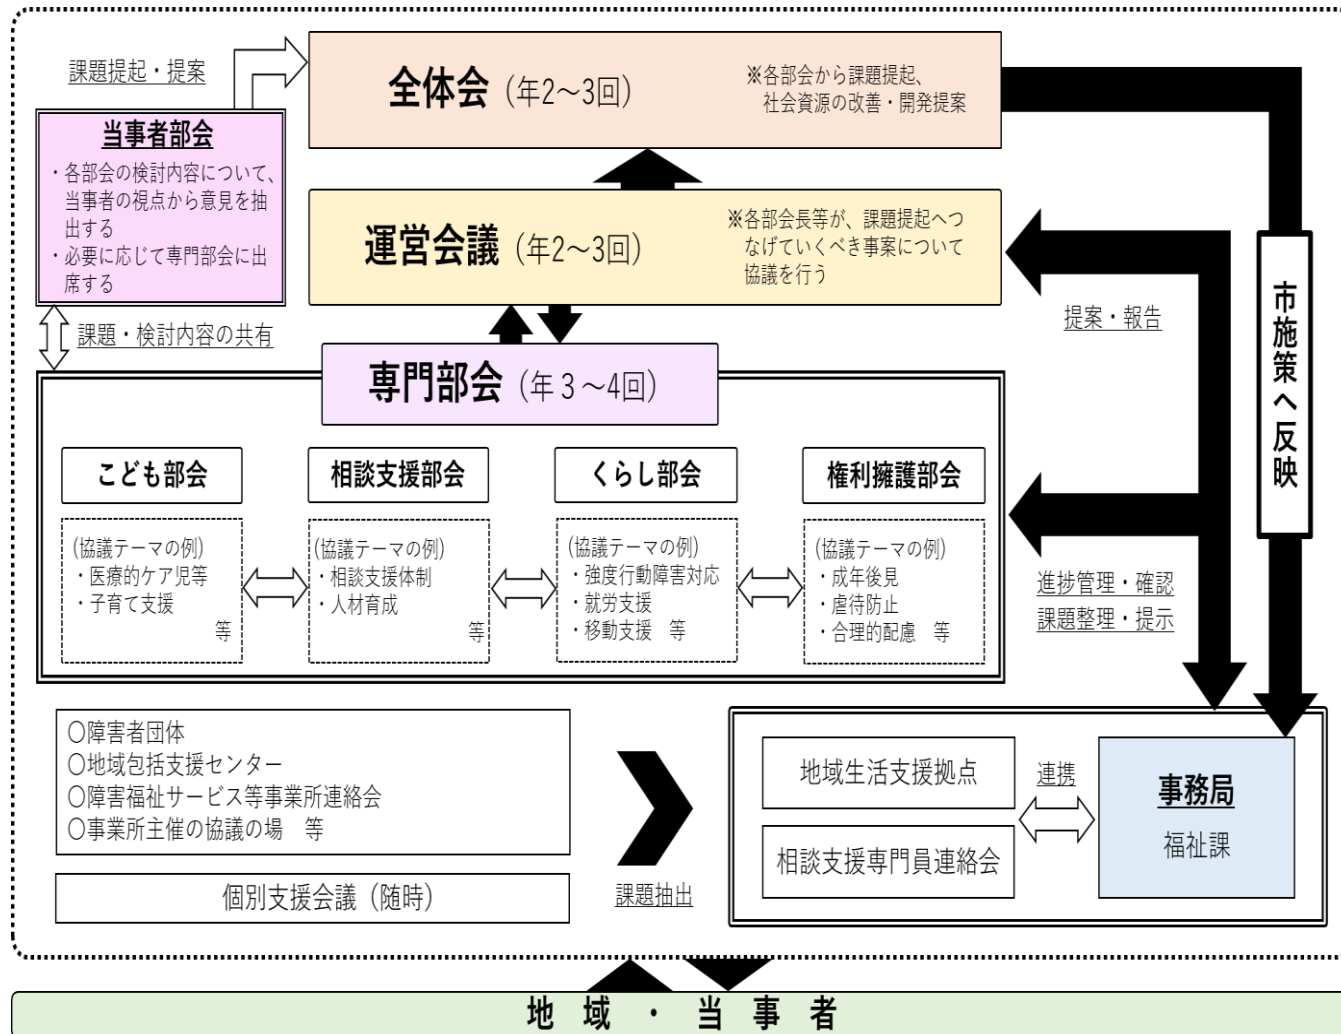 課題提起・提案
全体会（年2～3回）
※各部会から課題提起、
社会資源の改善・開発提案
当事者部会
・各部会の検討内容について、
当事者の視点から意見を抽
出する
・必要に応じて専門部会に出
席する
運営会議（年2～3回）
※各部会長等が、課題提起へつ
なげていくべき事案について
協議を行う
市施策へ反映
提案・報告
課題・検討内容の共有
専門部会（年３～4回）
こども部会
(協議テーマの例)
・医療的ケア児等
・子育て支援
等
相談支援部会
(協議テーマの例)
・相談支援体制
・人材育成
等
くらし部会
(協議テーマの例)
・強度行動障害対応
・就労支援
・移動支援　等
権利擁護部会
(協議テーマの例)
・成年後見
・虐待防止
・合理的配慮　等
進捗管理・確認
課題整理・提示
〇障害者団体
〇地域包括支援センター
〇障害福祉サービス等事業所連絡会
〇事業所主催の協議の場　等
個別支援会議（随時）
課題抽出
地域生活支援拠点
相談支援専門員連絡会
連携
事務局
福祉課
地　域　・　当　事　者